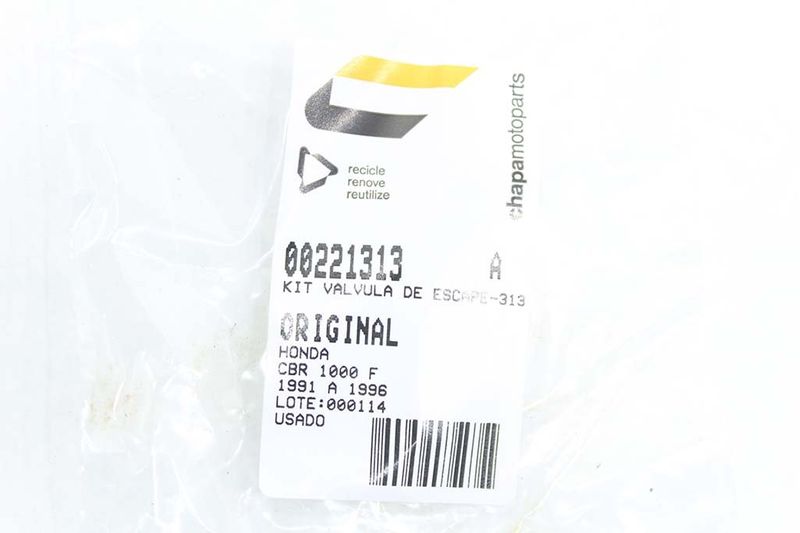 chapamotoparts
recicle
renove
reutilize
00221313 A
KIT VALVULA DE ESCAPE-313
ORIGINAL
HONDA
CBR 1000 F
1991 A 1996
LOTE:000114
USADO